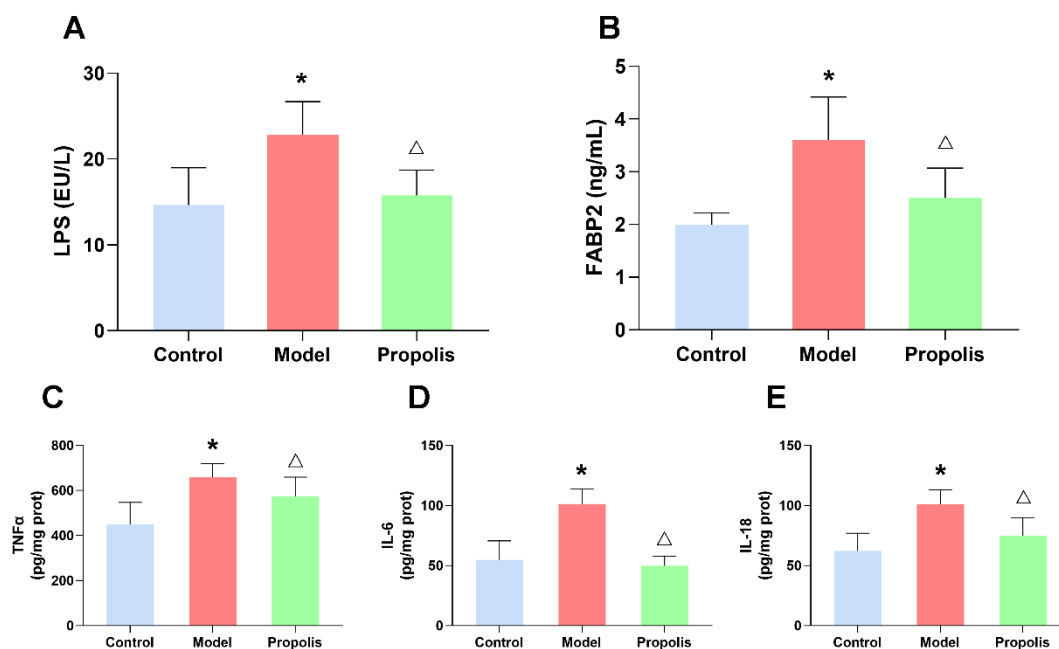 A
LPS (EU/L)
30
20
10
0
*
△
Control Model Propolis
B
FABP2 (ng/mL)
5
4
3
2
1
0
*
△
Control Model Propolis
C
TNFα
(pg/mg prot)
800
600
400
200
0
*
△
Control Model Propolis
D
IL-6
(pg/mg prot)
150
100
50
0
*
△
Control Model Propolis
E
IL-18
(pg/mg prot)
150
100
50
0
*
△
Control Model Propolis